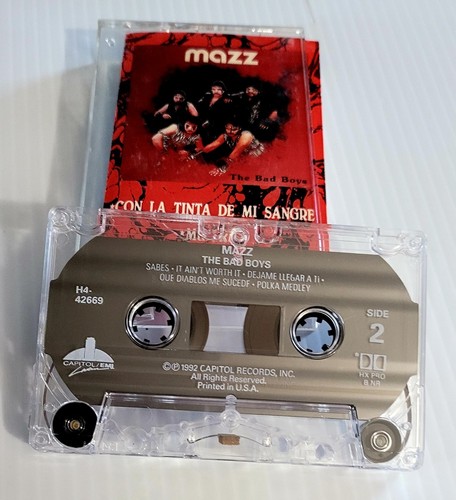 mazz
The Bad Boys
CON LA TINTA DE MI SANGRE
MAZZ
THE BAD BOYS
SABES • IT AIN'T WORTH IT • DEJAME LLEGAR A TI •
QUE DIABLOS ME SUCEDE • POLKA MEDLEY
H4-
42669
SIDE
2
CAPITOL/EMI
Latin
HX PRO
B NR
©℗ 1992 CAPITOL RECORDS, INC.
All Rights Reserved.
Printed in U.S.A.